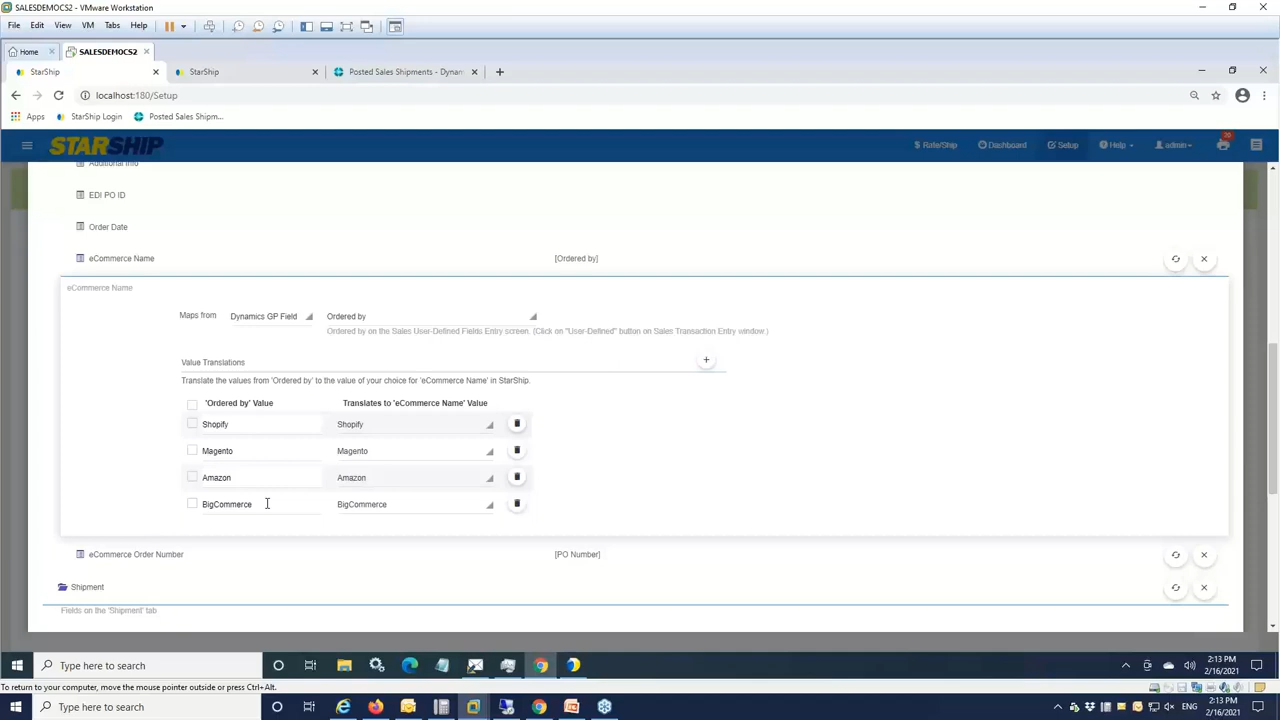 SALESDEMOCS2 - VMware Workstation
File Edit View VM Tabs Help
Home SALESDEMOCS2
StarShip StarShip Posted Sales Shipments - Dynam
localhost:180/Setup
Apps StarShip Login Posted Sales Shipm...
STARSHIP Rate/Ship Dashboard Setup Help admin 20
Additional Info
EDI PO ID
Order Date
eCommerce Name [Ordered by]
eCommerce Name
Maps from Dynamics GP Field Ordered by
Ordered by on the Sales User-Defined Fields Entry screen. (Click on "User-Defined" button on Sales Transaction Entry window.)
Value Translations
Translate the values from 'Ordered by' to the value of your choice for 'eCommerce Name' in StarShip.
'Ordered by' Value Translates to 'eCommerce Name' Value
Shopify Shopify
Magento Magento
Amazon Amazon
BigCommerce BigCommerce
eCommerce Order Number [PO Number]
Shipment
Fields on the 'Shipment' tab
Type here to search 2:13 PM
2/16/2021
To return to your computer, move the mouse pointer outside or press Ctrl+Alt.
Type here to search ENG 2:13 PM
2/16/2021